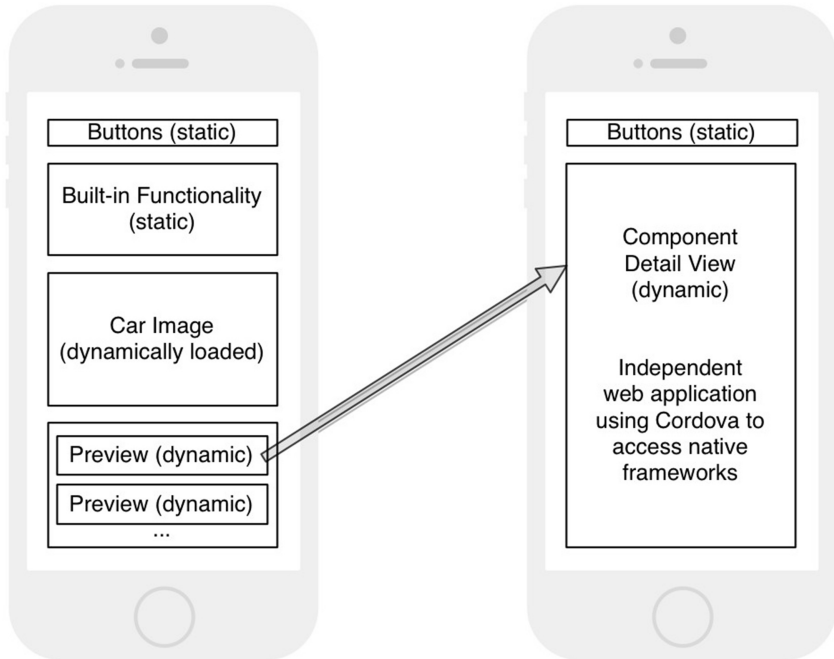 Buttons (static)
Built-in Functionality
(static)
Car Image
(dynamically loaded)
Preview (dynamic)
Preview (dynamic)
...
Buttons (static)
Component
Detail View
(dynamic)
Independent
web application
using Cordova to
access native
frameworks